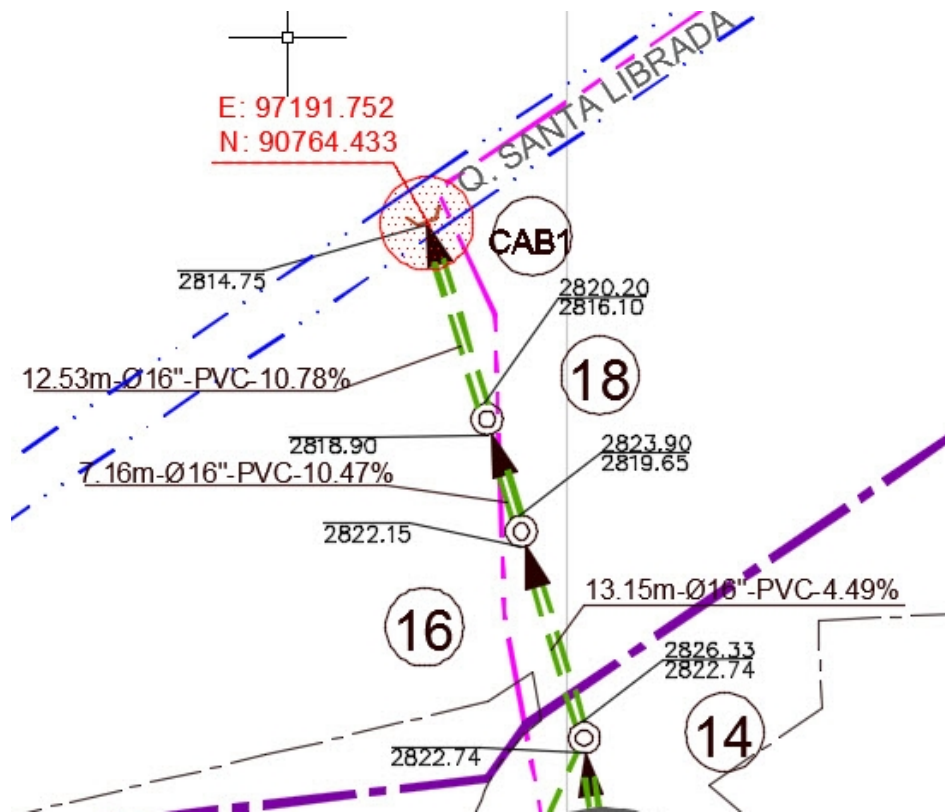 E: 97191.752
N: 90764.433
Q. SANTA LIBRADA
CAB1
2814.75
2820.20
2816.10
12.53m-Ø16"-PVC-10.78%
18
2818.90
2823.90
2819.65
7.16m-Ø16"-PVC-10.47%
2822.15
13.15m-Ø16"-PVC-4.49%
16
2826.33
2822.74
14
2822.74